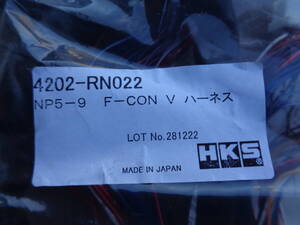 4202-RN022
NP5-9 F-CON V ハーネス
LOT No.281222
HKS
MADE IN JAPAN